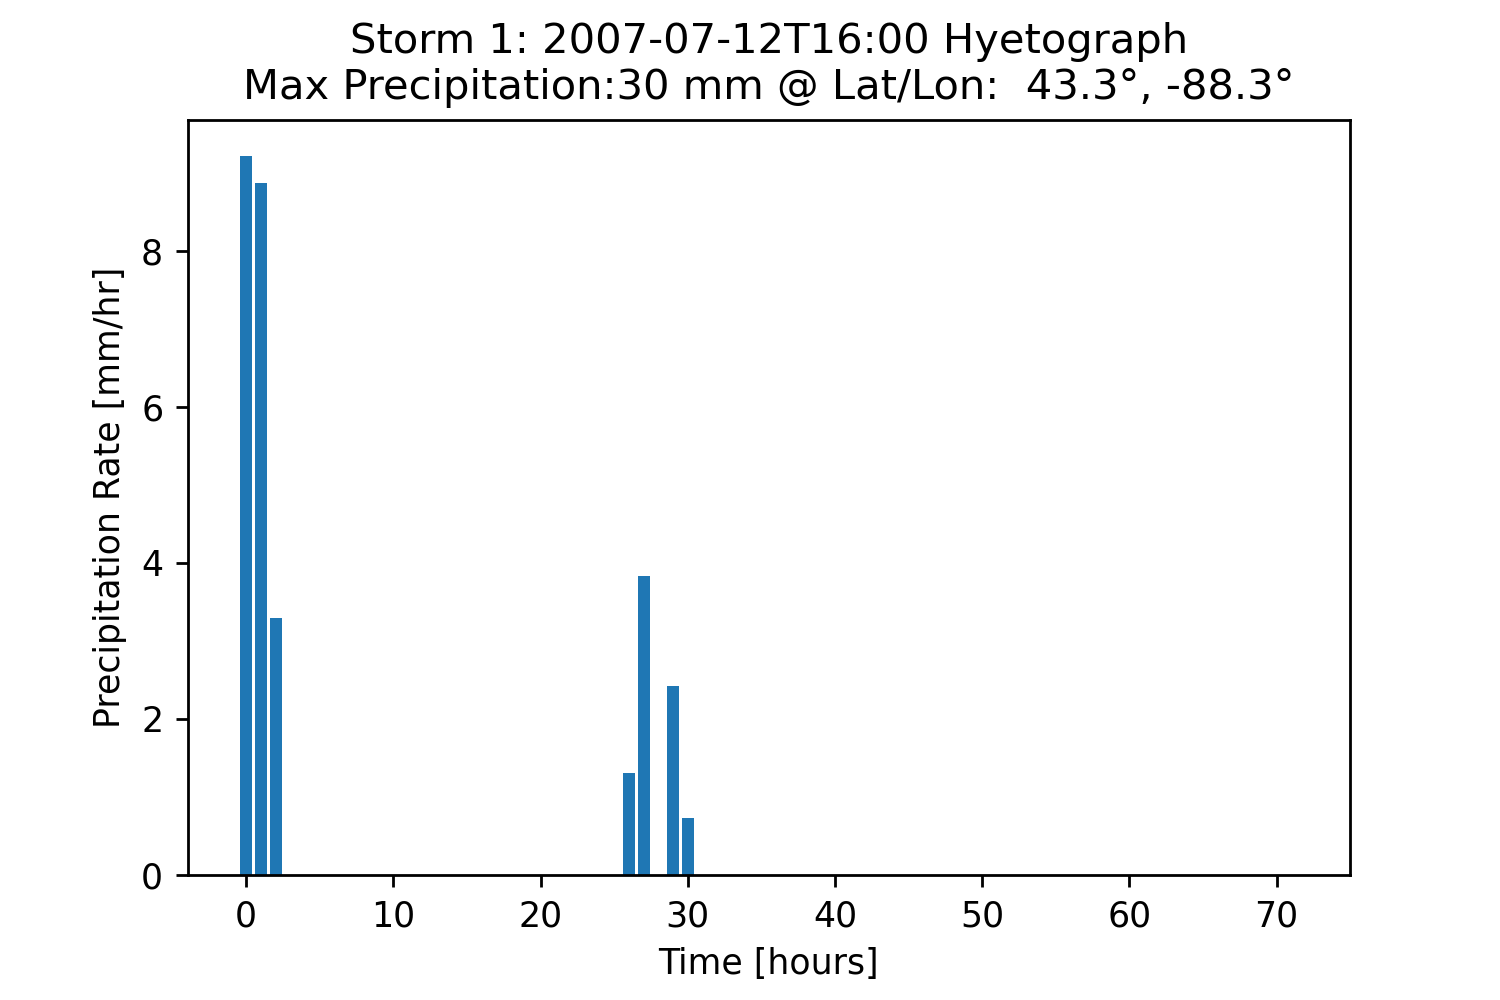 Storm 1: 2007-07-12T16:00 Hyetograph
Max Precipitation:30 mm @ Lat/Lon:  43.3°, -88.3°
Precipitation Rate [mm/hr]
8
6
4
2
0
0 10 20 30 40 50 60 70
Time [hours]